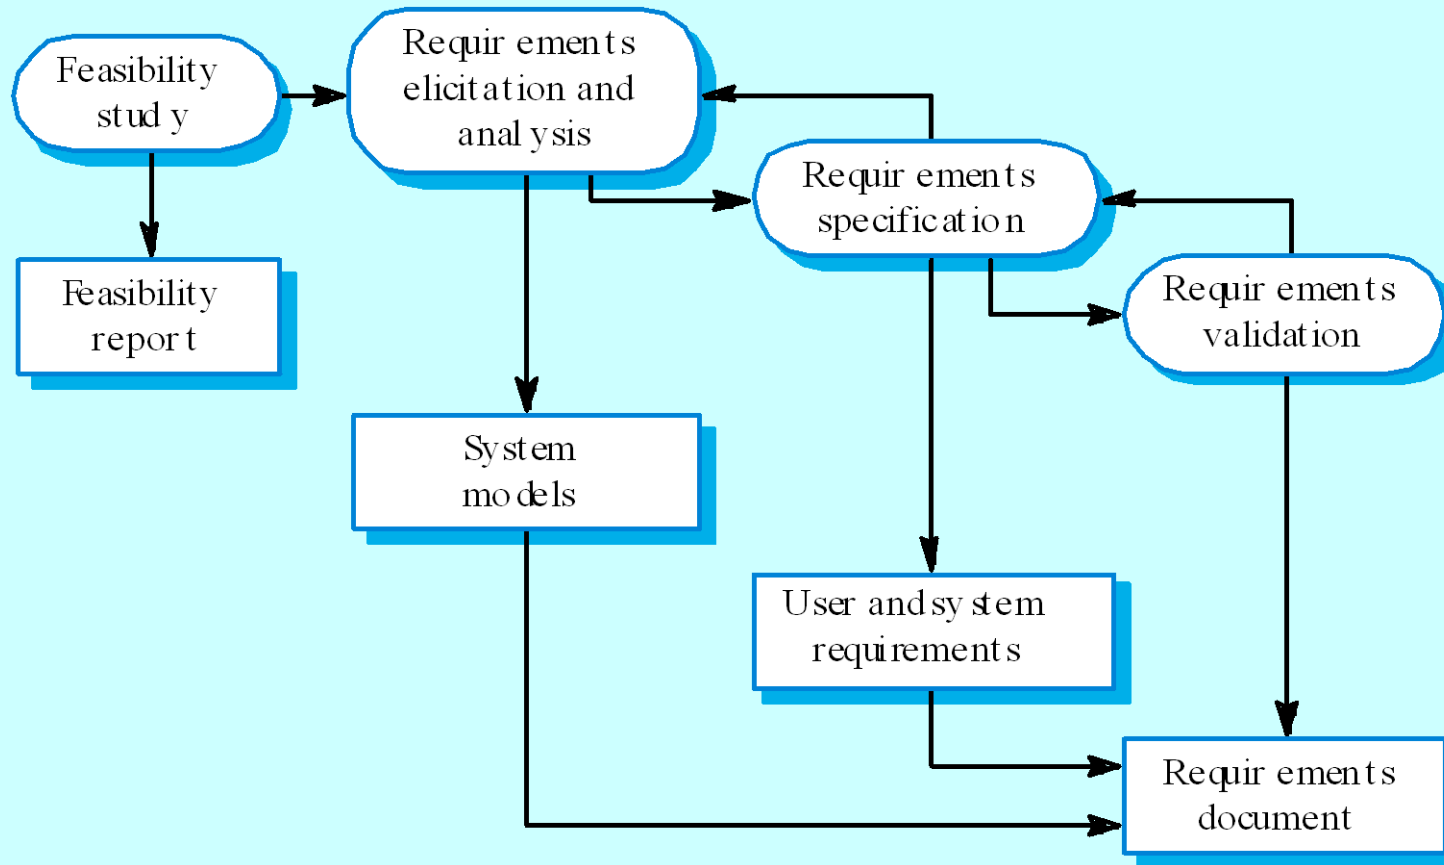 Feasibility
study
Requirements
elicitation and
analysis
Requirements
specification
Requirements
validation
Feasibility
report
System
models
User and system
requirements
Requirements
document